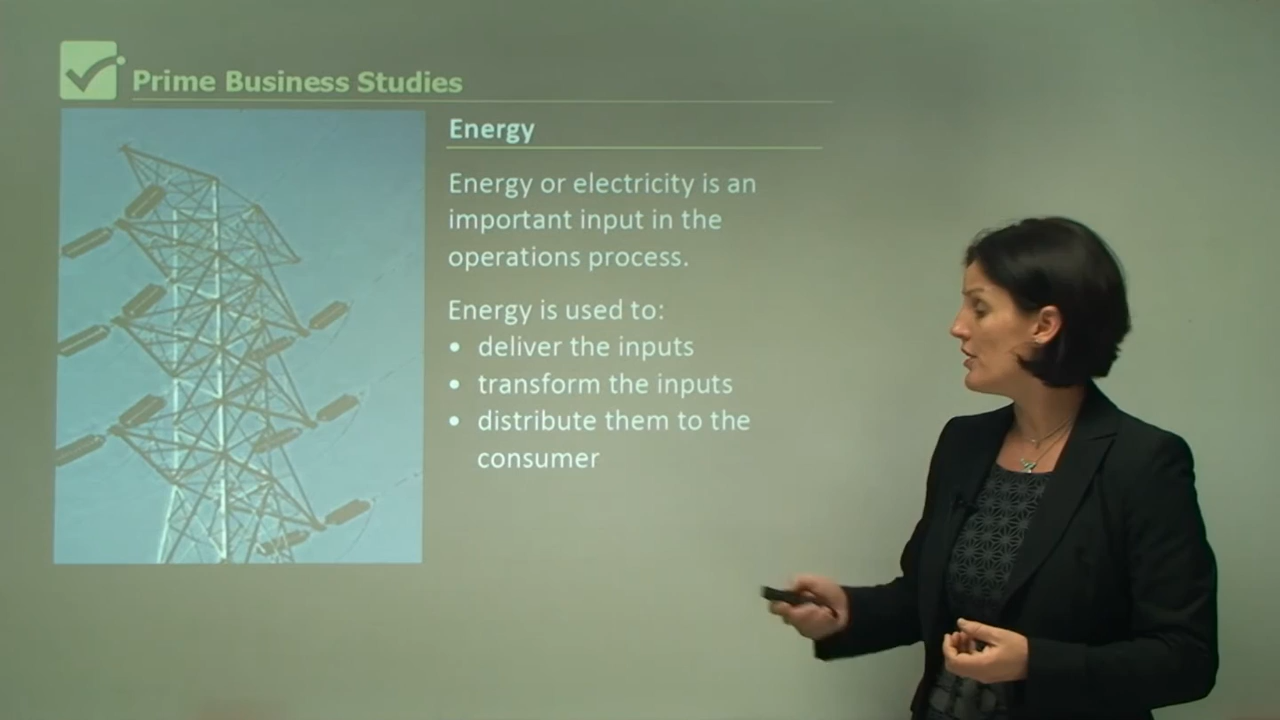 Prime Business Studies
Energy
Energy or electricity is an
important input in the
operations process.
Energy is used to:
• deliver the inputs
• transform the inputs
• distribute them to the
consumer